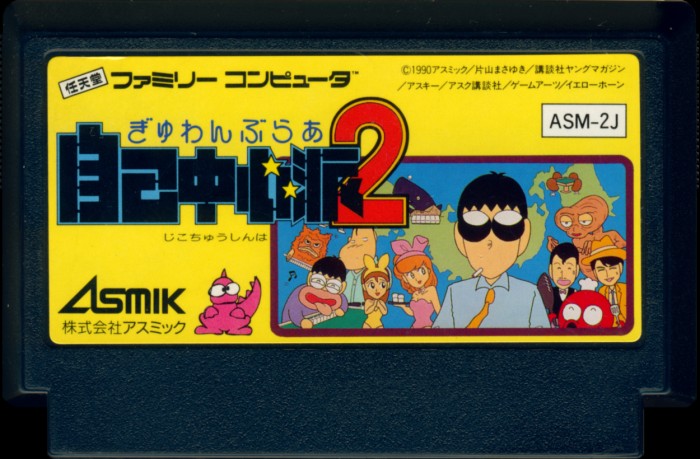 任天堂 ファミリー コンピュータ™
©1990アスミック/片山まさゆき/講談社ヤングマガジン
/アスキー/アスク講談社/ゲームアーツ/イエローホーン
ASM-2J
ぎゅわんぶらあ
自己中心派2
じこちゅうしんは
ASMIK
株式会社アスミック